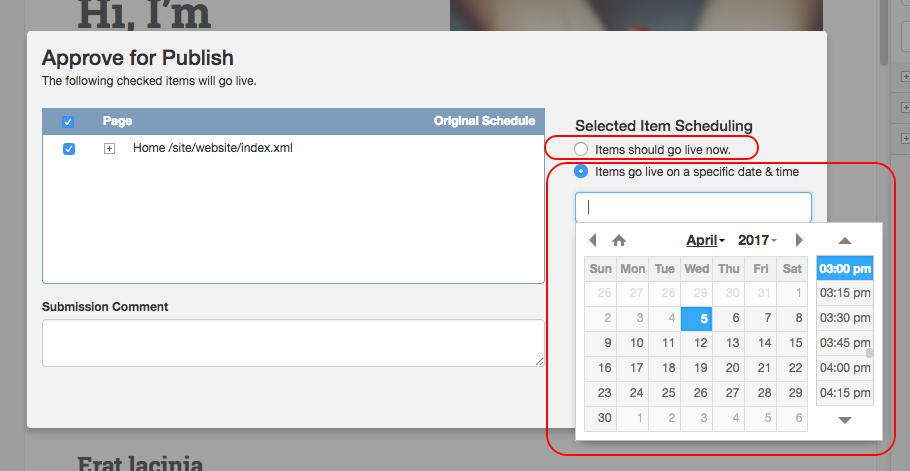 Hi, I'm
Approve for Publish
The following checked items will go live.
Page Original Schedule
Home /site/website/index.xml
Submission Comment
Selected Item Scheduling
Items should go live now.
Items go live on a specific date & time
April 2017
Sun Mon Tue Wed Thu Fri Sat
26 27 28 29 30 31 1
2 3 4 5 6 7 8
9 10 11 12 13 14 15
16 17 18 19 20 21 22
23 24 25 26 27 28 29
30 1 2 3 4 5 6
03:00 pm
03:15 pm
03:30 pm
03:45 pm
04:00 pm
04:15 pm
Erat lacinia